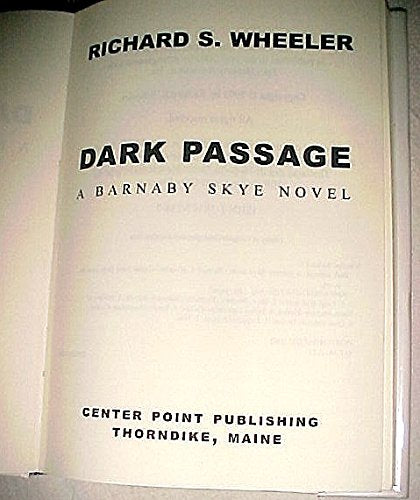 RICHARD S. WHEELER
DARK PASSAGE
A BARNABY SKYE NOVEL
CENTER POINT PUBLISHING
THORNDIKE, MAINE